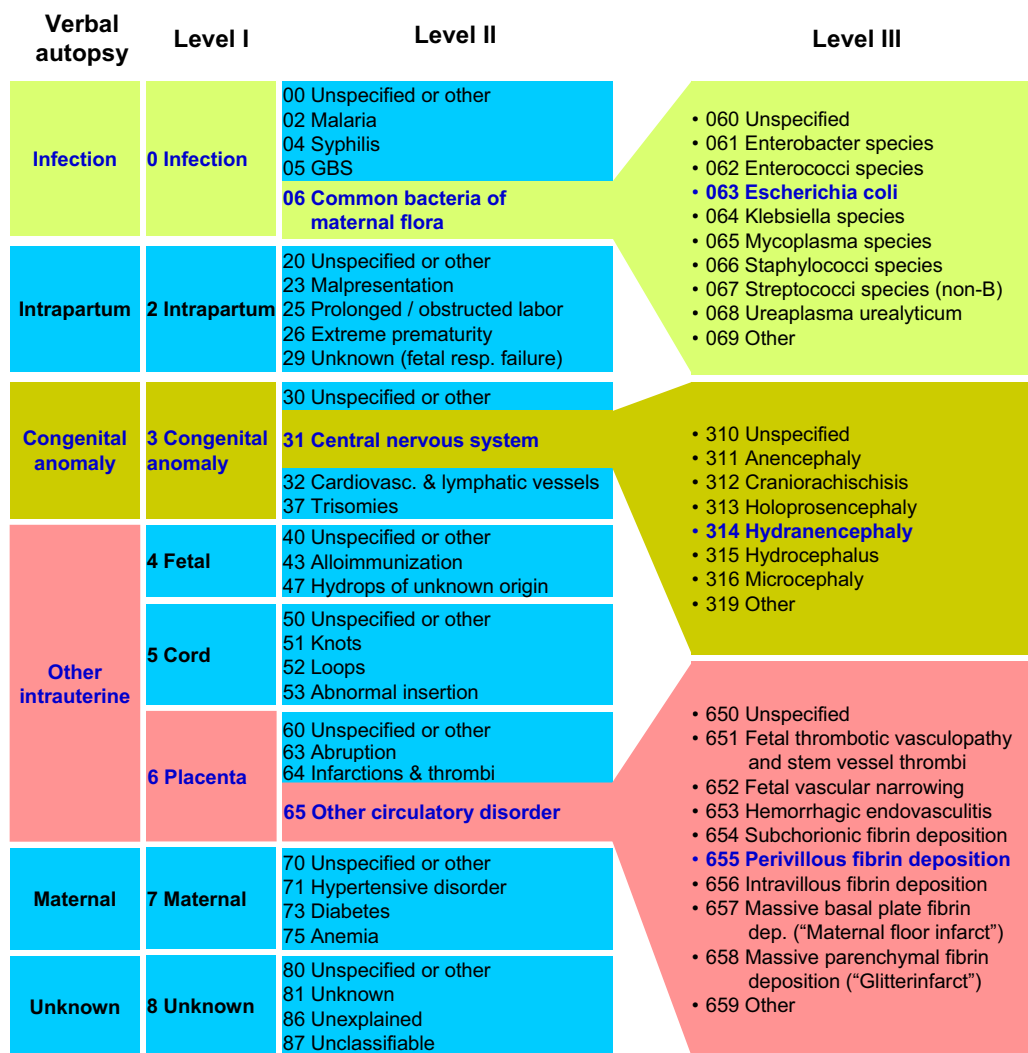 Verbal
autopsy
Level I
Level II
Level III
Infection
0 Infection
00 Unspecified or other
02 Malaria
04 Syphilis
05 GBS
06 Common bacteria of
maternal flora
• 060 Unspecified
• 061 Enterobacter species
• 062 Enterococci species
• 063 Escherichia coli
• 064 Klebsiella species
• 065 Mycoplasma species
• 066 Staphylococci species
• 067 Streptococci species (non-B)
• 068 Ureaplasma urealyticum
• 069 Other
Intrapartum
2 Intrapartum
20 Unspecified or other
23 Malpresentation
25 Prolonged / obstructed labor
26 Extreme prematurity
29 Unknown (fetal resp. failure)
Congenital
anomaly
3 Congenital
anomaly
30 Unspecified or other
31 Central nervous system
32 Cardiovasc. & lymphatic vessels
37 Trisomies
• 310 Unspecified
• 311 Anencephaly
• 312 Craniorachischisis
• 313 Holoprosencephaly
• 314 Hydranencephaly
• 315 Hydrocephalus
• 316 Microcephaly
• 319 Other
Other
intrauterine
4 Fetal
40 Unspecified or other
43 Alloimmunization
47 Hydrops of unknown origin
5 Cord
50 Unspecified or other
51 Knots
52 Loops
53 Abnormal insertion
6 Placenta
60 Unspecified or other
63 Abruption
64 Infarctions & thrombi
65 Other circulatory disorder
• 650 Unspecified
• 651 Fetal thrombotic vasculopathy
and stem vessel thrombi
• 652 Fetal vascular narrowing
• 653 Hemorrhagic endovasculitis
• 654 Subchorionic fibrin deposition
• 655 Perivillous fibrin deposition
• 656 Intravillous fibrin deposition
• 657 Massive basal plate fibrin
dep. (“Maternal floor infarct”)
• 658 Massive parenchymal fibrin
deposition (“Glitterinfarct”)
• 659 Other
Maternal
7 Maternal
70 Unspecified or other
71 Hypertensive disorder
73 Diabetes
75 Anemia
Unknown
8 Unknown
80 Unspecified or other
81 Unknown
86 Unexplained
87 Unclassifiable